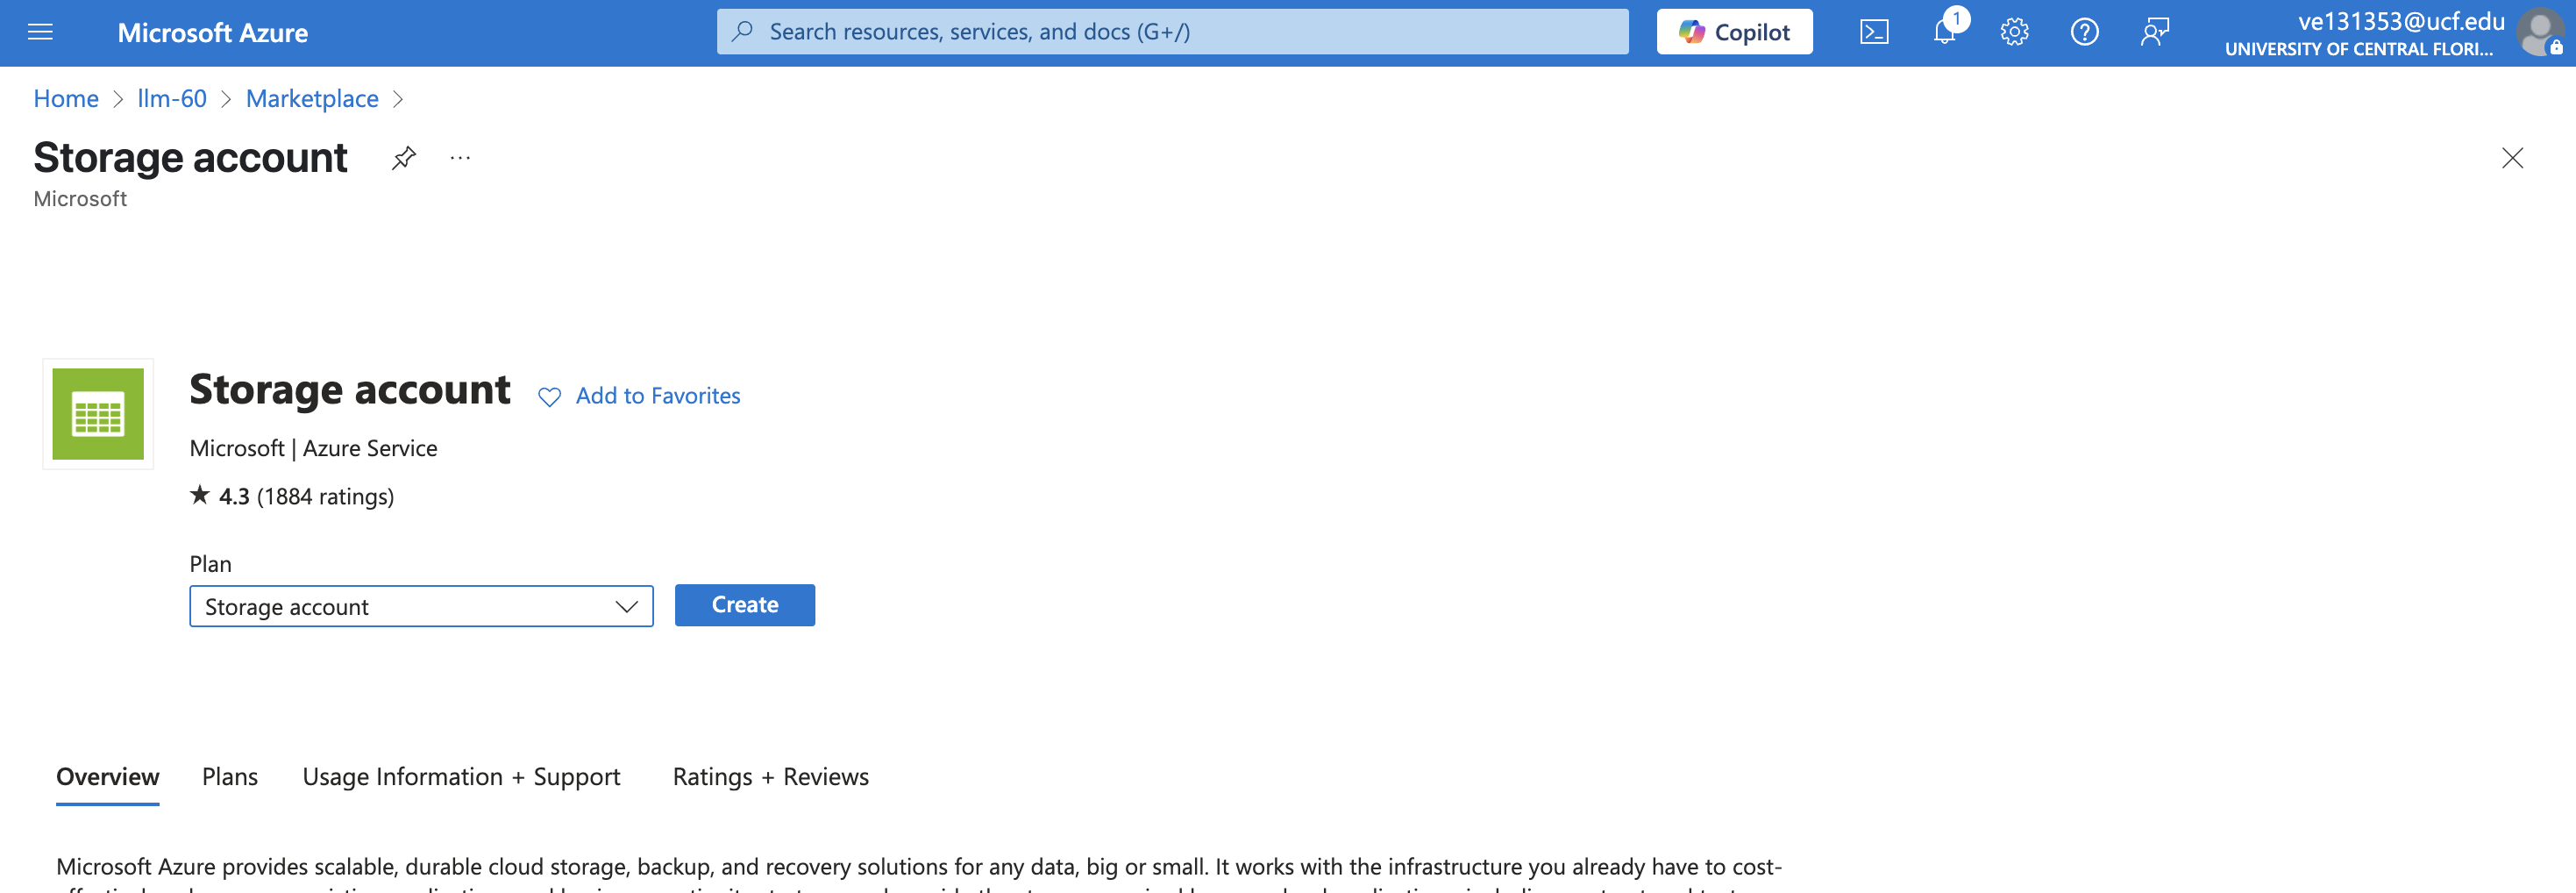 Microsoft Azure
Search resources, services, and docs (G+/)
Copilot
1
ve131353@ucf.edu
UNIVERSITY OF CENTRAL FLORI...
Home > llm-60 > Marketplace >
Storage account
...
Microsoft
Storage account
Add to Favorites
Microsoft | Azure Service
★ 4.3 (1884 ratings)
Plan
Storage account
Create
Overview
Plans
Usage Information + Support
Ratings + Reviews
Microsoft Azure provides scalable, durable cloud storage, backup, and recovery solutions for any data, big or small. It works with the infrastructure you already have to cost-